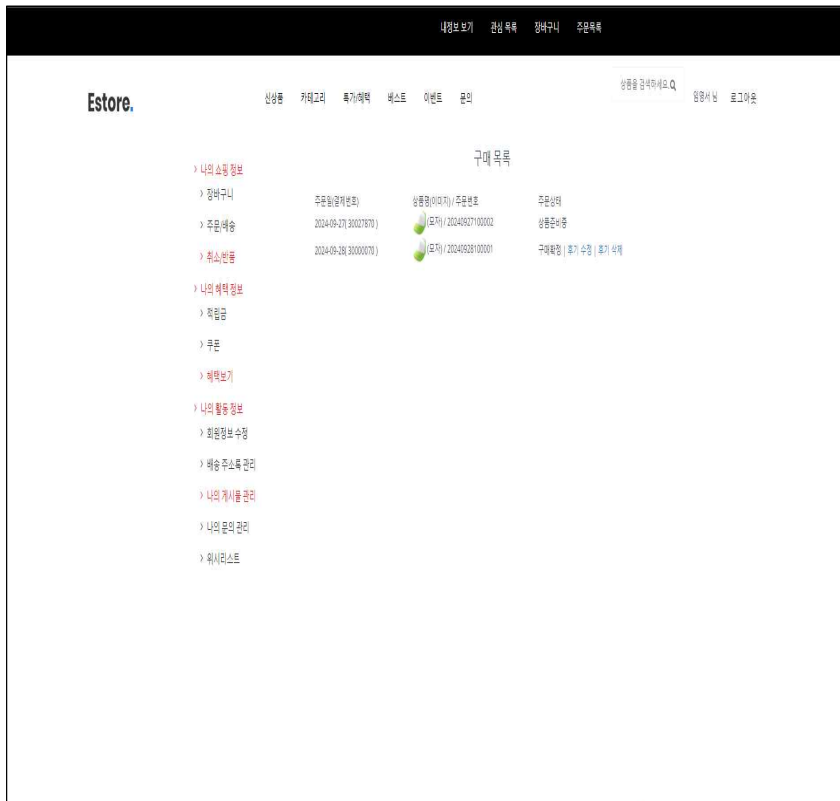 내정보 보기 관심 목록 장바구니 주문목록
상품을 검색하세요.
Estore. 신상품 카테고리 특가/혜택 베스트 이벤트 문의 임영서 님 로그아웃
구매 목록
> 나의 쇼핑 정보
> 장바구니
> 주문/배송
> 취소/반품
> 나의 혜택 정보
> 적립금
> 쿠폰
> 혜택보기
> 나의 활동 정보
> 회원정보 수정
> 배송 주소록 관리
> 나의 게시물 관리
> 나의 문의 관리
> 위시리스트
주문일(결제번호) 상품명(이미지) / 주문번호 주문상태
2024-09-27( 30027870 ) (모자) / 20240927100002 상품준비중
2024-09-28( 30000070 ) (모자) / 20240928100001 구매확정 | 후기 수정 | 후기 삭제